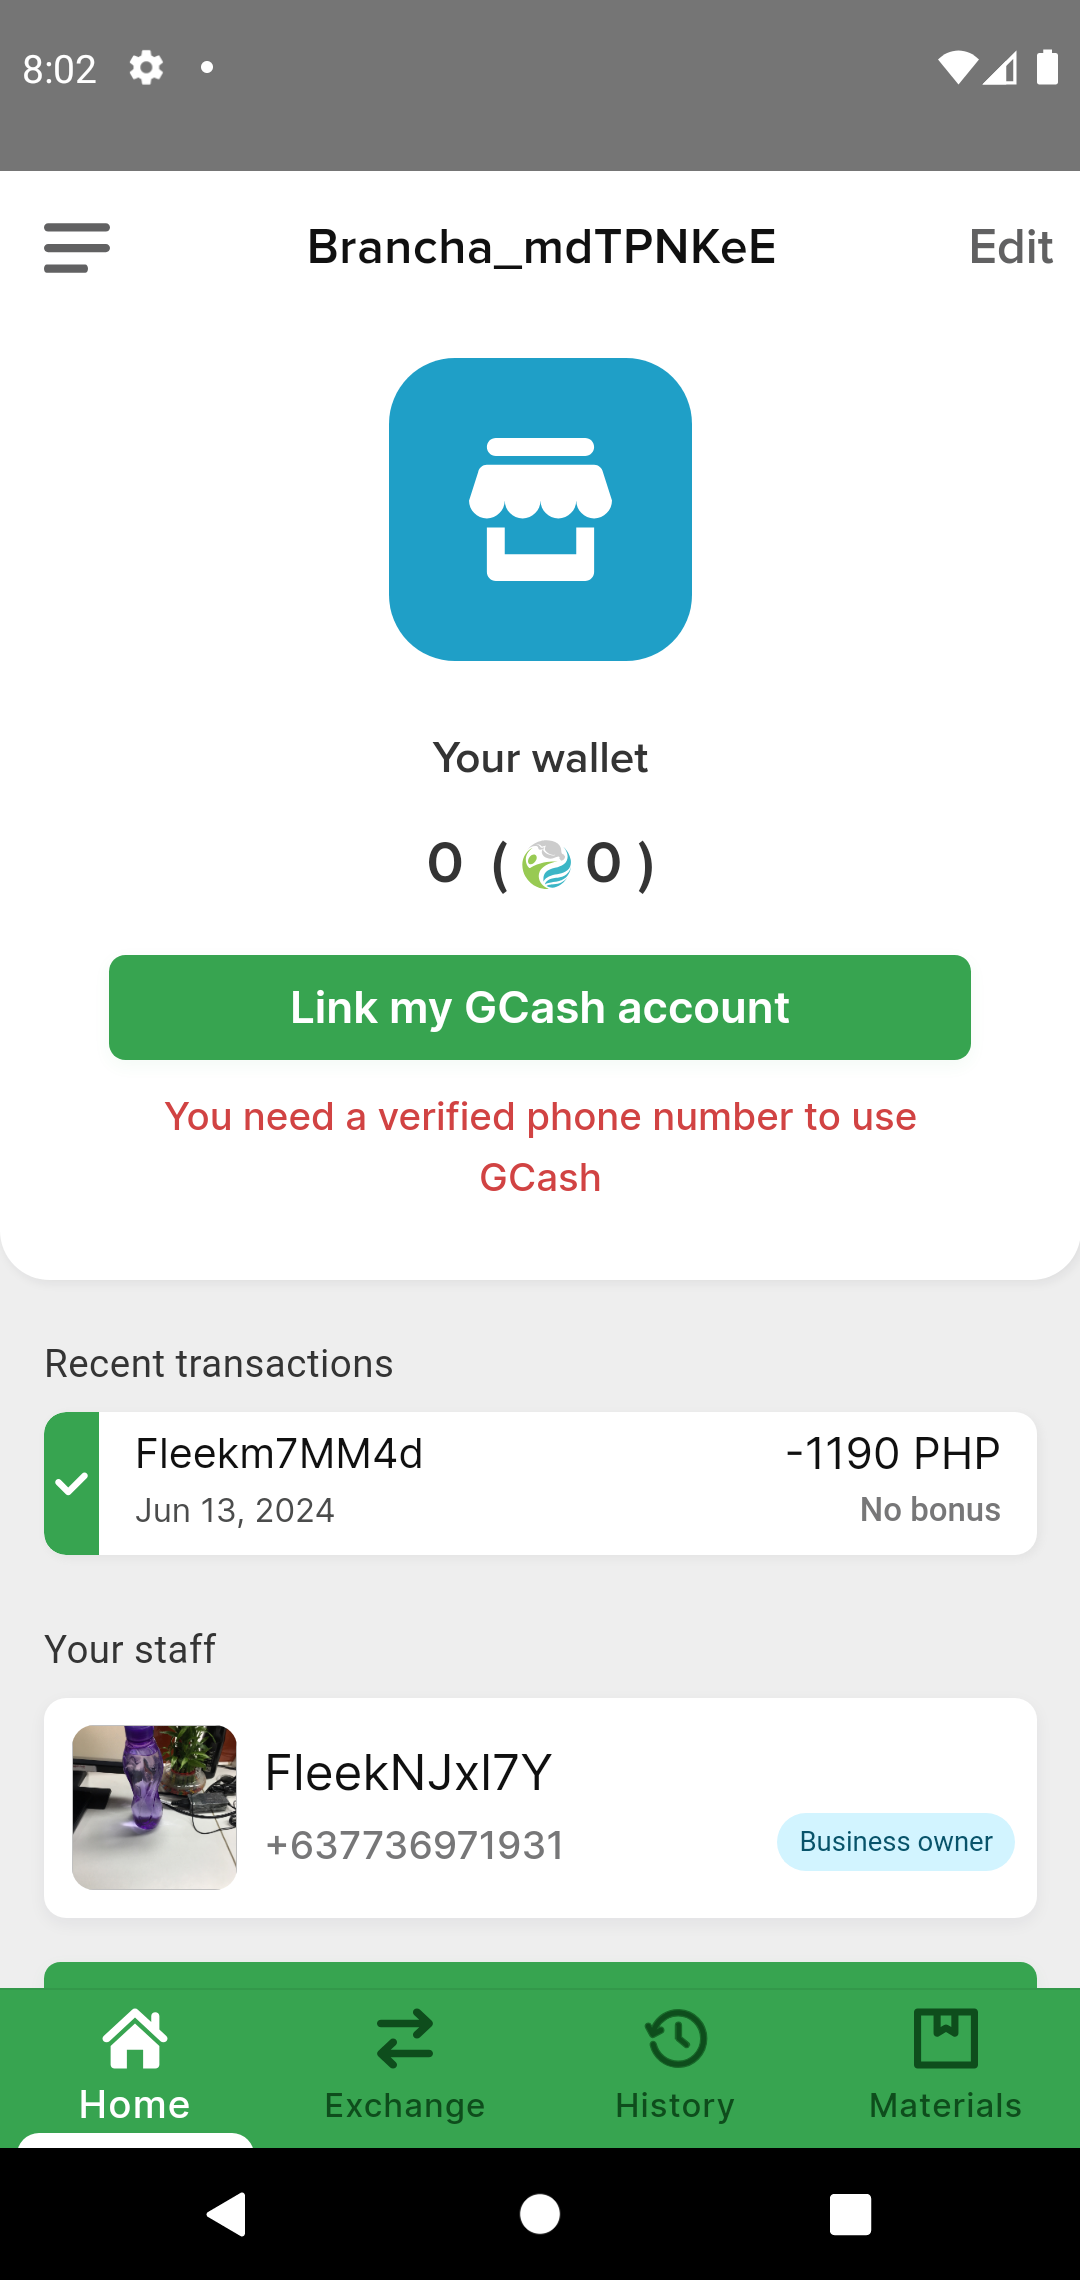 8:02
Brancha_mdTPNKeE
Edit
Your wallet
0 ( 0 )
Link my GCash account
You need a verified phone number to use
GCash
Recent transactions
Fleekm7MM4d
-1190 PHP
Jun 13, 2024
No bonus
Your staff
FleekNJxI7Y
+637736971931
Business owner
Home
Exchange
History
Materials